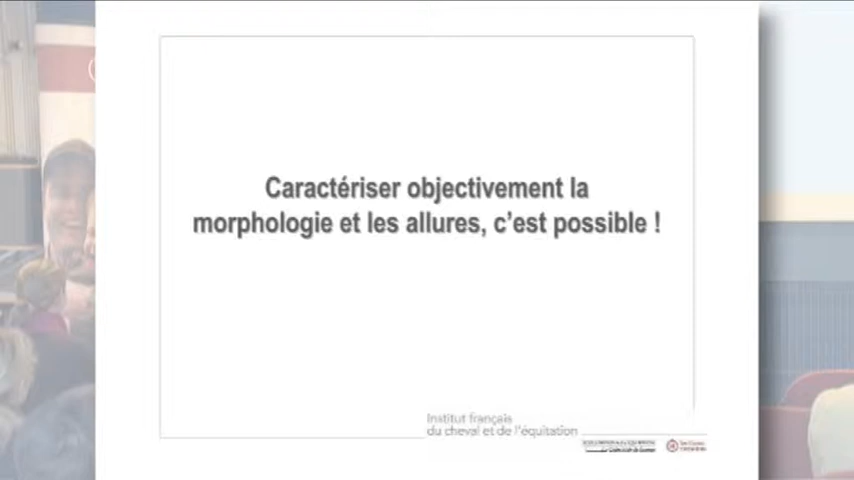 Caractériser objectivement la
morphologie et les allures, c'est possible !
Institut français
du cheval et de l'équitation